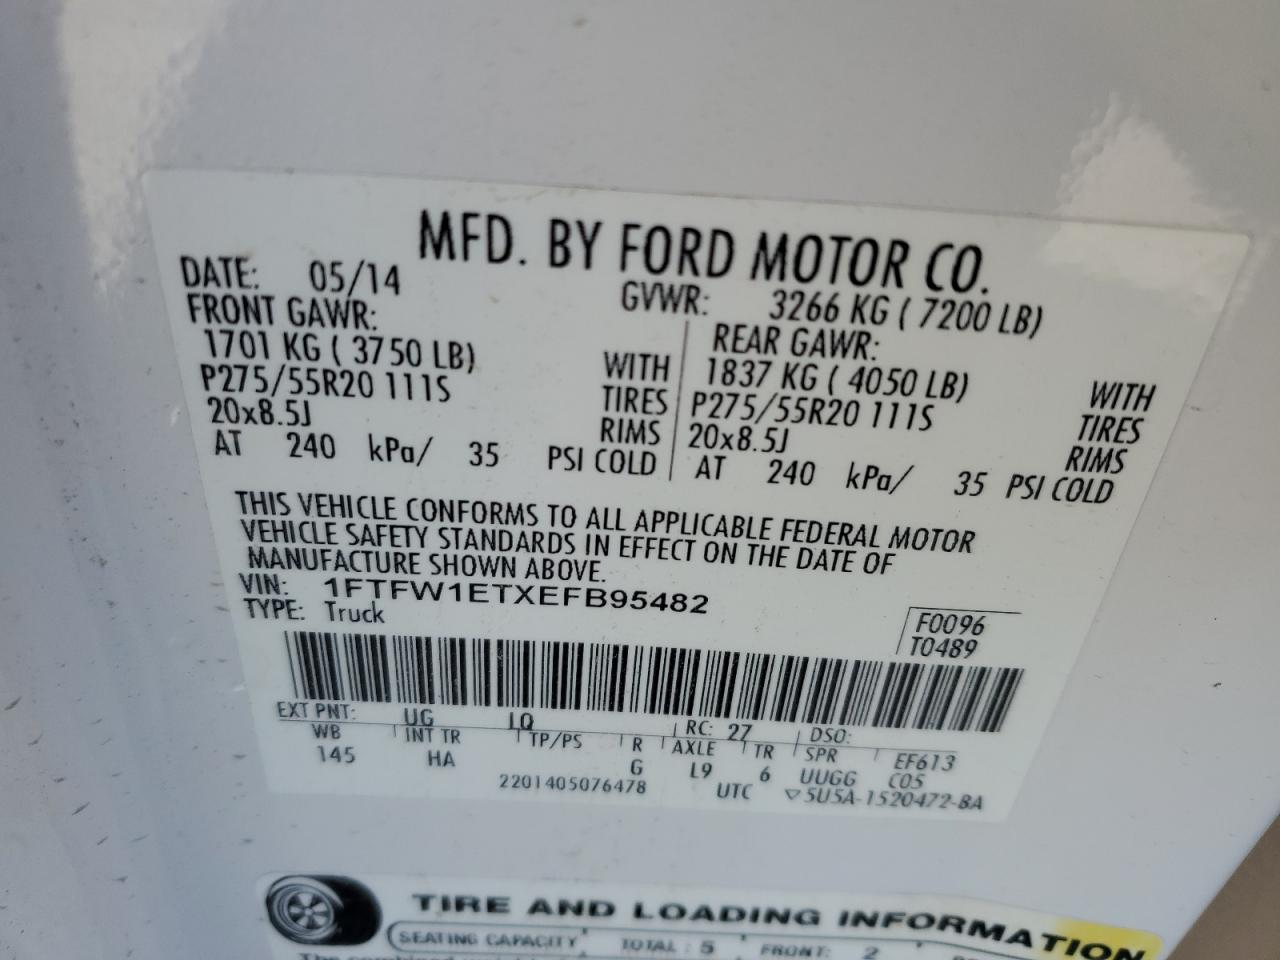 MFD. BY FORD MOTOR CO.
DATE: 05/14 GVWR: 3266 KG ( 7200 LB)
FRONT GAWR: REAR GAWR:
1701 KG ( 3750 LB) WITH 1837 KG ( 4050 LB) WITH
P275/55R20 111S TIRES P275/55R20 111S TIRES
20x8.5J RIMS 20x8.5J RIMS
AT 240 kPa/ 35 PSI COLD AT 240 kPa/ 35 PSI COLD
THIS VEHICLE CONFORMS TO ALL APPLICABLE FEDERAL MOTOR
VEHICLE SAFETY STANDARDS IN EFFECT ON THE DATE OF
MANUFACTURE SHOWN ABOVE.
VIN: 1FTFW1ETXEFB95482
TYPE: Truck
F0096
T0489
EXT PNT: UG LQ RC: 27 DSO:
WB INT TR TP/PS R AXLE TR SPR EF613
145 HA G L9 6 UUGG C05
2201405076478 UTC ▽5U5A-1520472-BA
TIRE AND LOADING INFORMATION
SEATING CAPACITY TOTAL : 5 FRONT: 2
The combined